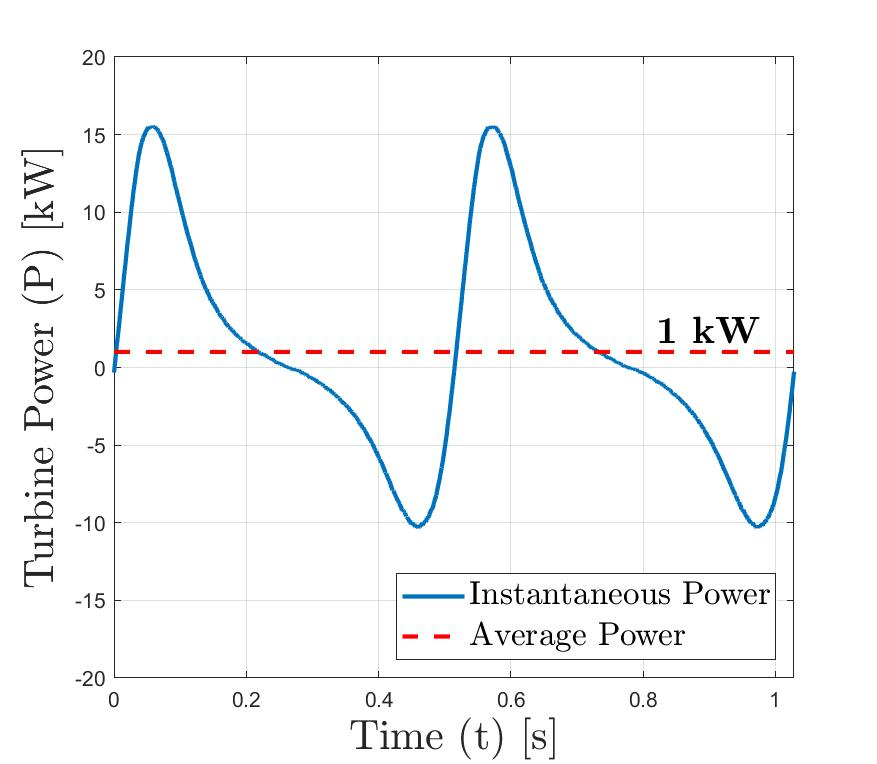 20
15
10
5
0
-5
-10
-15
-20
Turbine Power (P) [kW]
1 kW
Instantaneous Power
Average Power
0 0.2 0.4 0.6 0.8 1
Time (t) [s]